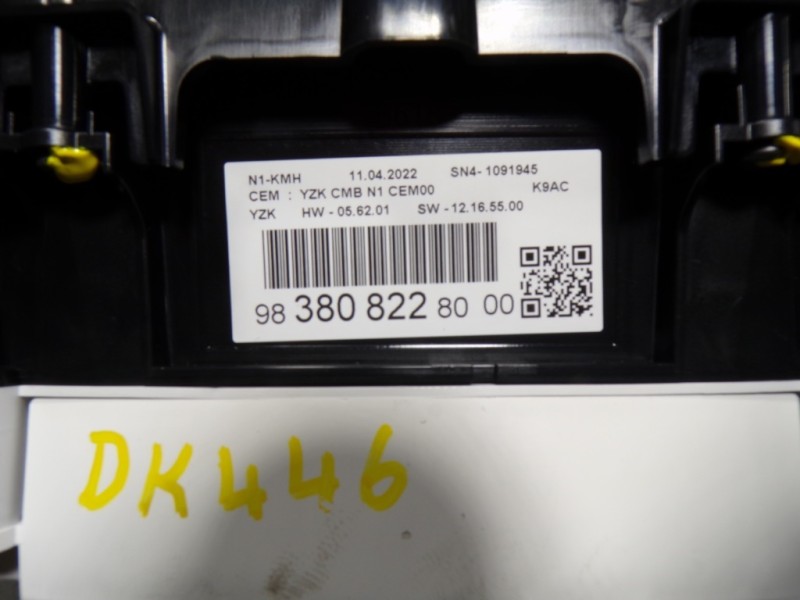 N1-KMH 11.04.2022 SN4- 1091945
CEM : YZK CMB N1 CEM00 K9AC
YZK HW - 05.62.01 SW - 12.16.55.00
98 380 822 80 00
DK446